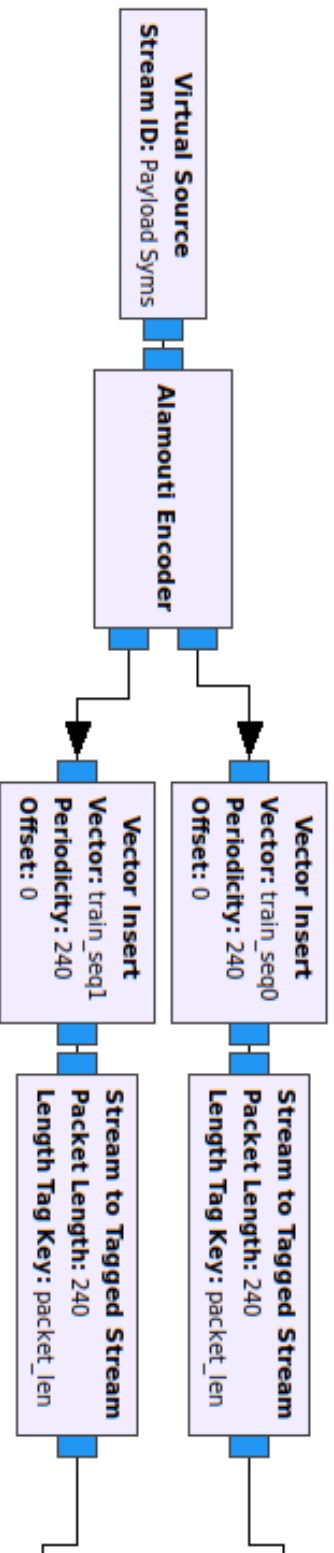 Virtual Source
Stream ID: Payload Syms
Alamouti Encoder
Vector Insert
Vector: train_seq0
Periodicity: 240
Offset: 0
Stream to Tagged Stream
Packet Length: 240
Length Tag Key: packet_len
Vector Insert
Vector: train_seq1
Periodicity: 240
Offset: 0
Stream to Tagged Stream
Packet Length: 240
Length Tag Key: packet_len